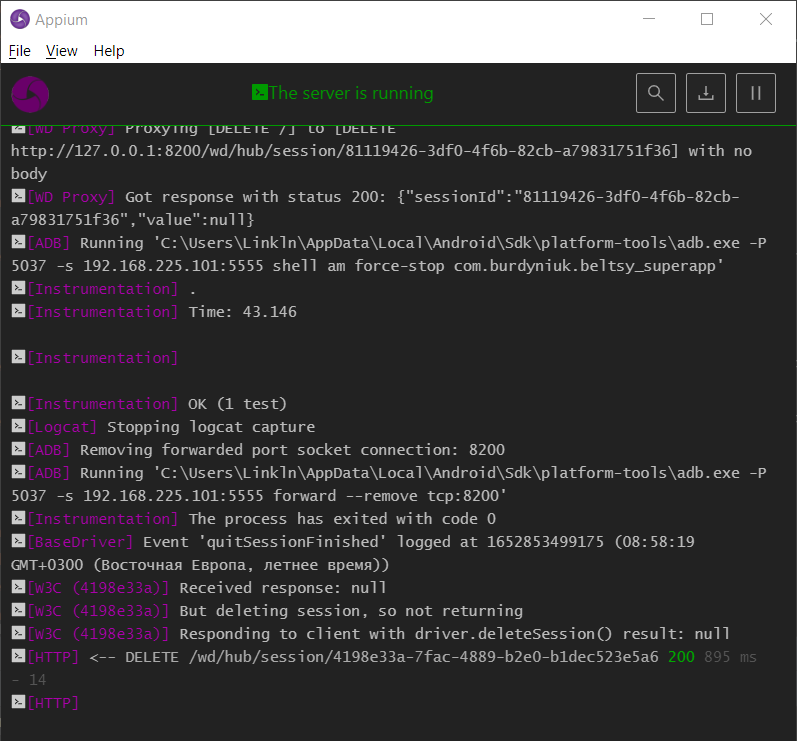 Appium
File View Help
The server is running
[WD Proxy] Proxying [DELETE /] to [DELETE
http://127.0.0.1:8200/wd/hub/session/81119426-3df0-4f6b-82cb-a79831751f36] with no
body
[WD Proxy] Got response with status 200: {"sessionId":"81119426-3df0-4f6b-82cb-
a79831751f36","value":null}
[ADB] Running 'C:\Users\Linkln\AppData\Local\Android\Sdk\platform-tools\adb.exe -P
5037 -s 192.168.225.101:5555 shell am force-stop com.burdyniuk.beltsy_superapp'
[Instrumentation] .
[Instrumentation] Time: 43.146
[Instrumentation]
[Instrumentation] OK (1 test)
[Logcat] Stopping logcat capture
[ADB] Removing forwarded port socket connection: 8200
[ADB] Running 'C:\Users\Linkln\AppData\Local\Android\Sdk\platform-tools\adb.exe -P
5037 -s 192.168.225.101:5555 forward --remove tcp:8200'
[Instrumentation] The process has exited with code 0
[BaseDriver] Event 'quitSessionFinished' logged at 1652853499175 (08:58:19
GMT+0300 (Восточная Европа, летнее время))
[W3C (4198e33a)] Received response: null
[W3C (4198e33a)] But deleting session, so not returning
[W3C (4198e33a)] Responding to client with driver.deleteSession() result: null
[HTTP] <-- DELETE /wd/hub/session/4198e33a-7fac-4889-b2e0-b1dec523e5a6 200 895 ms
- 14
[HTTP]